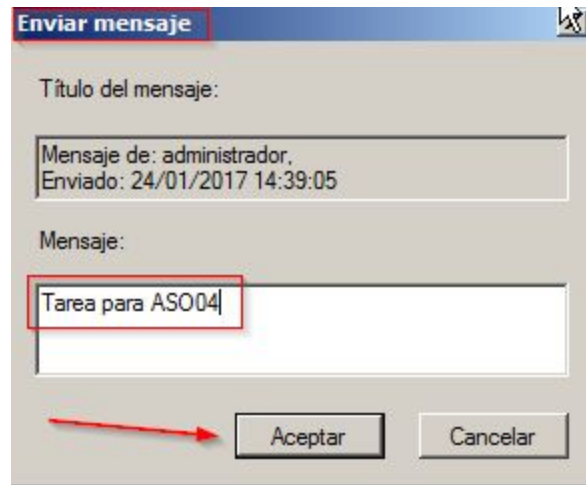 Enviar mensaje
Título del mensaje:
Mensaje de: administrador,
Enviado: 24/01/2017 14:39:05
Mensaje:
Tarea para ASO04
Aceptar Cancelar